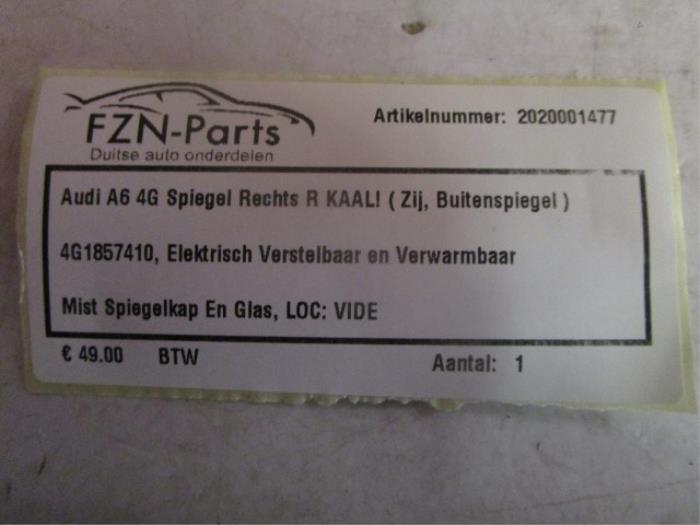 FZN-Parts
Duitse auto onderdelen
Artikelnummer: 2020001477
Audi A6 4G Spiegel Rechts R KAAL! ( Zij, Buitenspiegel )
4G1857410, Elektrisch Verstelbaar en Verwarmbaar
Mist Spiegelkap En Glas, LOC: VIDE
€ 49.00 BTW
Aantal: 1